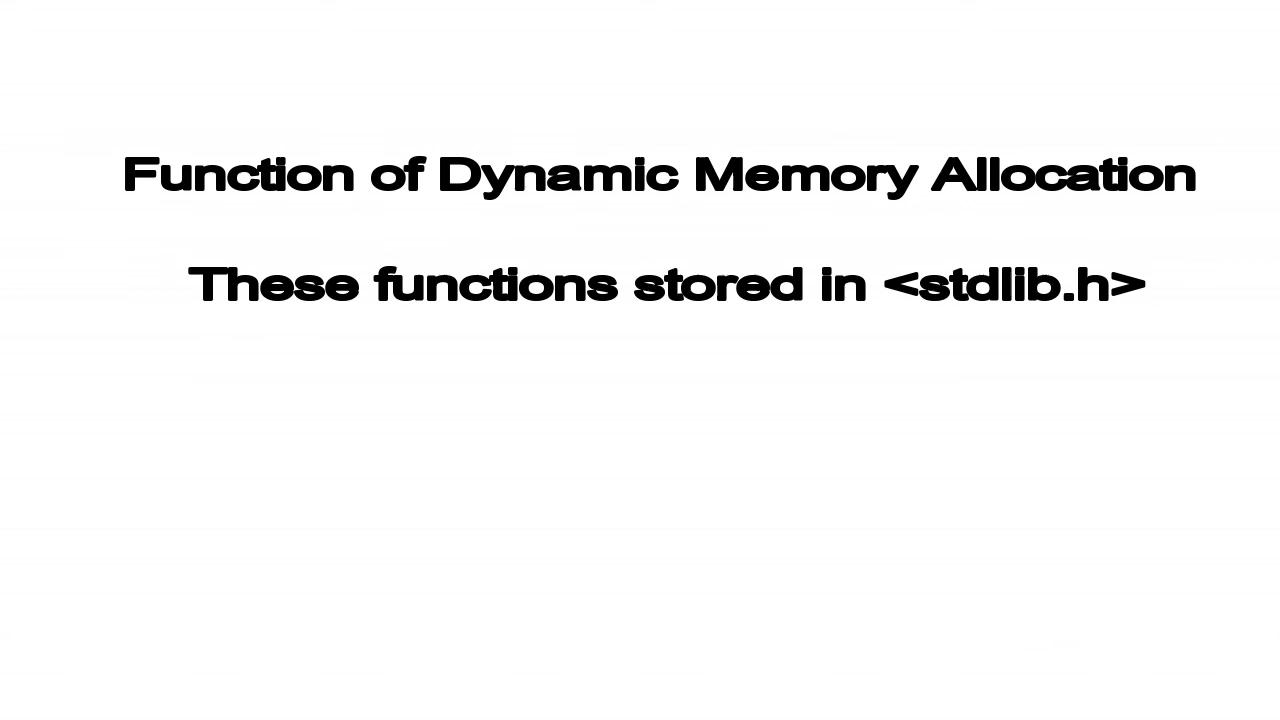 Function of Dynamic Memory Allocation
These functions stored in <stdlib.h>